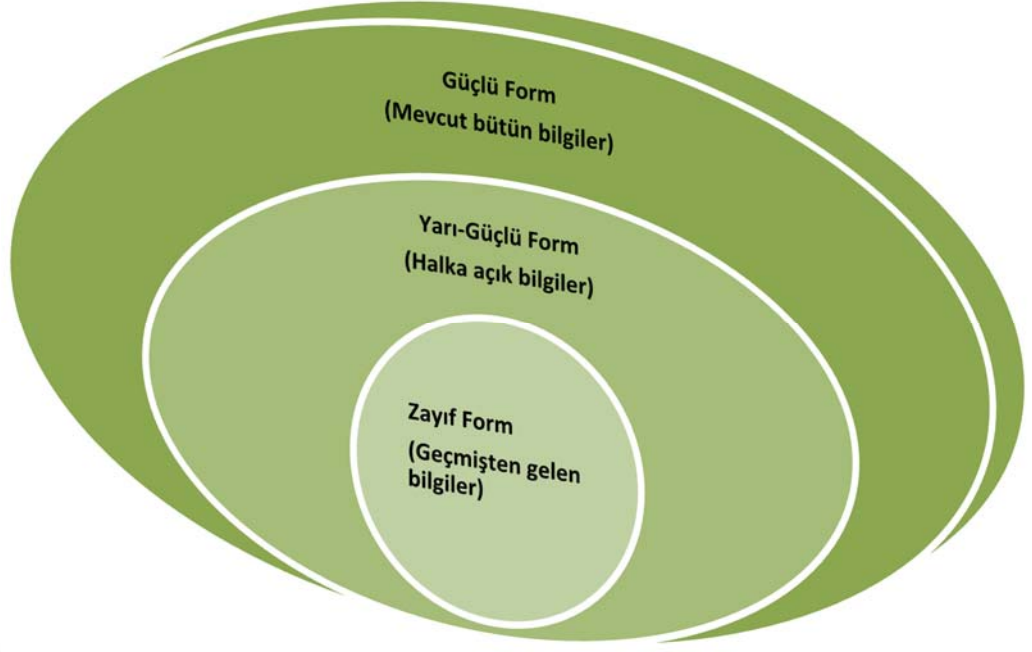 Güçlü Form
(Mevcut bütün bilgiler)
Yarı-Güçlü Form
(Halka açık bilgiler)
Zayıf Form
(Geçmişten gelen
bilgiler)